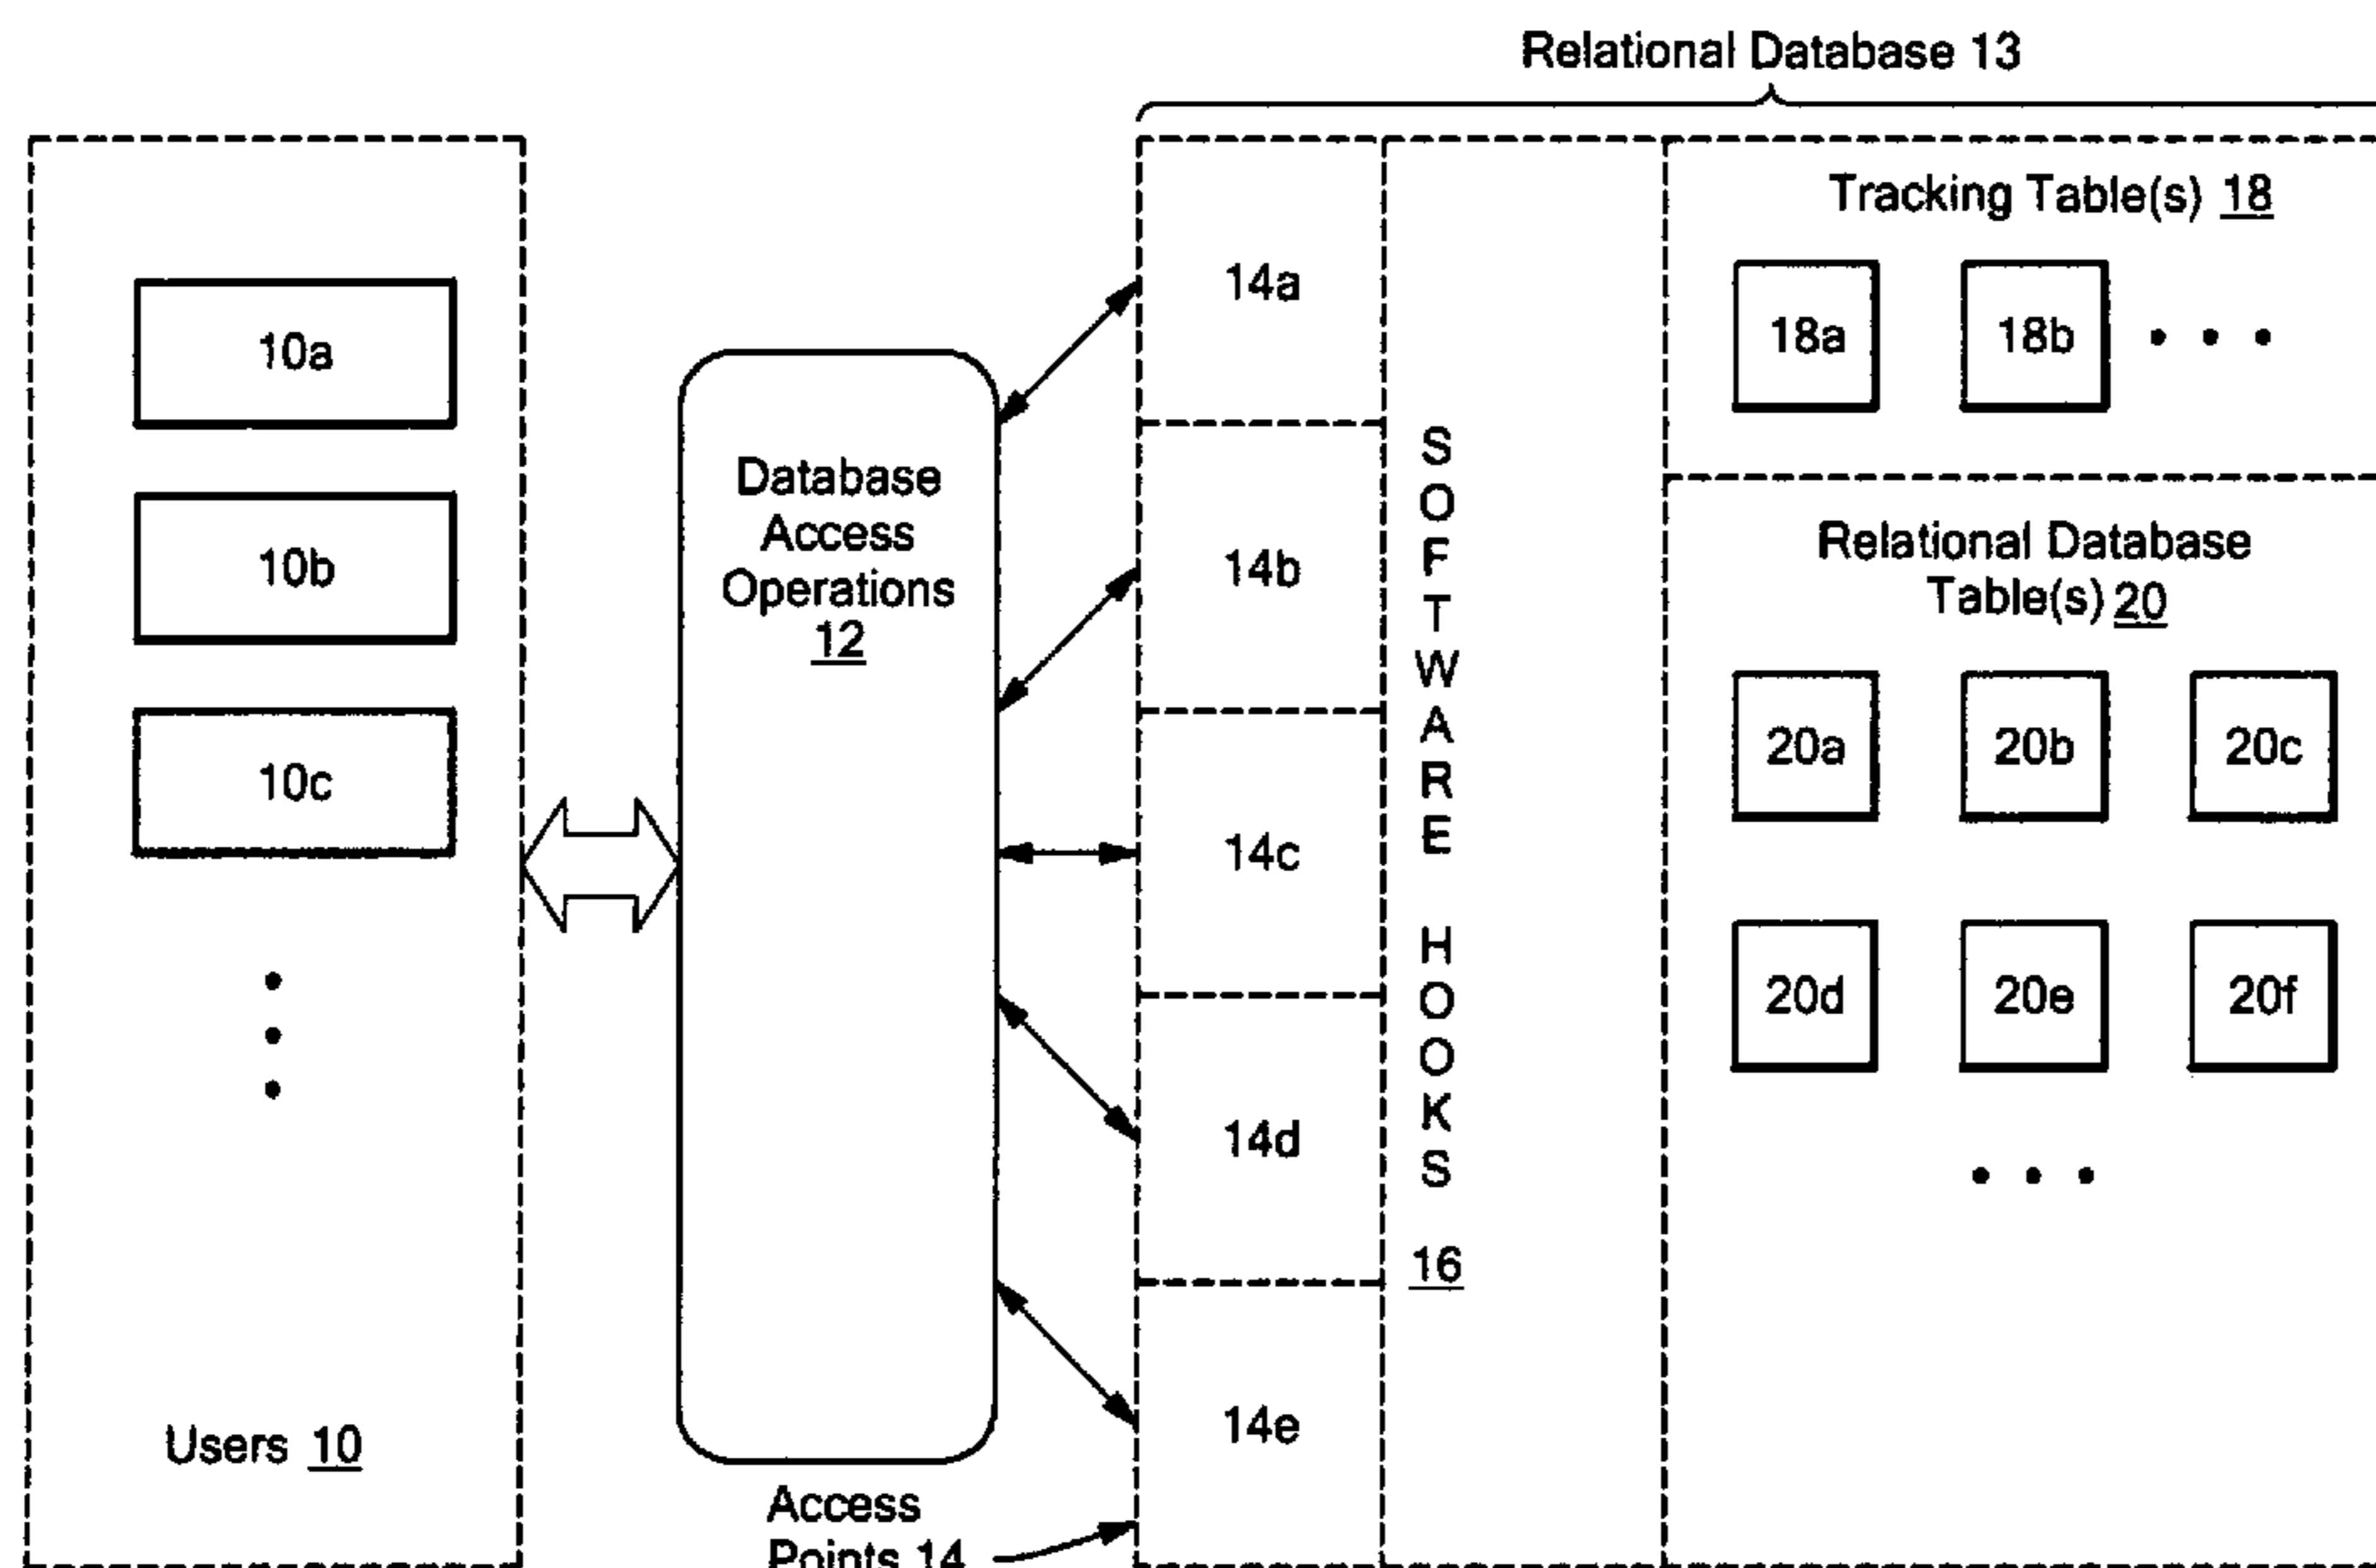 Relational Database 13
10a
10b
10c
Users 10
Database
Access
Operations
12
Access
Points 14
14a
14b
14c
14d
14e
SOFTWARE HOOKS 16
Tracking Table(s) 18
18a 18b • • •
Relational Database
Table(s) 20
20a 20b 20c
20d 20e 20f
• • •